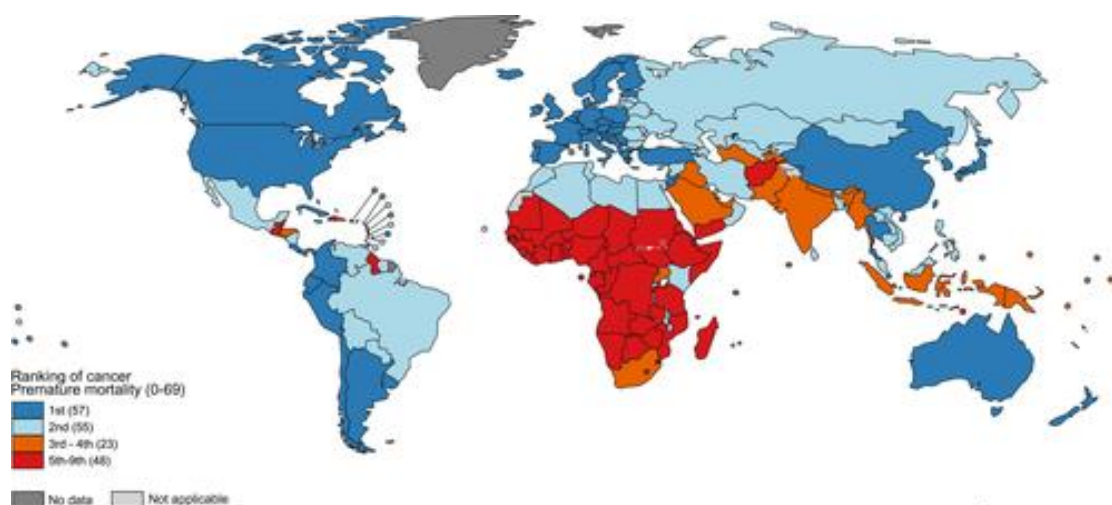 Ranking of cancer
Premature mortality (0-69)
1st (57)
2nd (55)
3rd - 4th (23)
5th-9th (48)
No data
Not applicable